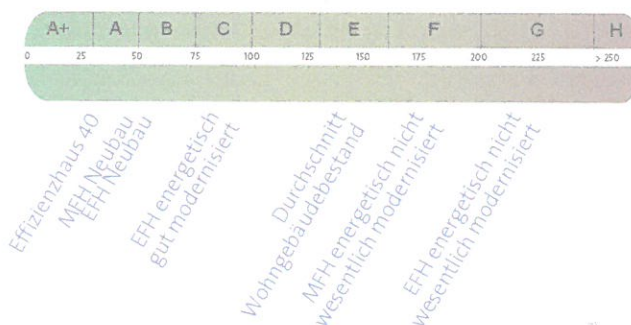 A+ A B C D E F G H
0 25 50 75 100 125 150 200 225 > 250
Effizienzhaus 40
MFH Neubau
EFH Neubau
EFH energetisch
gut modernisiert
Durchschnitt
Wohngebäudebestand
MFH energetisch nicht
wesentlich modernisiert
EFH energetisch nicht
wesentlich modernisiert